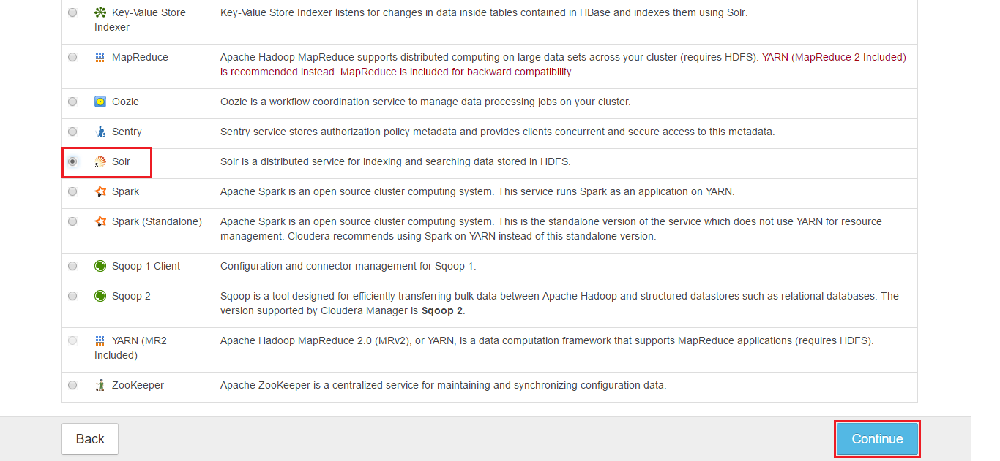 Key-Value Store Key-Value Store Indexer listens for changes in data inside tables contained in HBase and indexes them using Solr.
Indexer
MapReduce Apache Hadoop MapReduce supports distributed computing on large data sets across your cluster (requires HDFS). YARN (MapReduce 2 Included)
is recommended instead. MapReduce is included for backward compatibility.
Oozie Oozie is a workflow coordination service to manage data processing jobs on your cluster.
Sentry Sentry service stores authorization policy metadata and provides clients concurrent and secure access to this metadata.
Solr Solr is a distributed service for indexing and searching data stored in HDFS.
Spark Apache Spark is an open source cluster computing system. This service runs Spark as an application on YARN.
Spark (Standalone) Apache Spark is an open source cluster computing system. This is the standalone version of the service which does not use YARN for resource
management. Cloudera recommends using Spark on YARN instead of this standalone version.
Sqoop 1 Client Configuration and connector management for Sqoop 1.
Sqoop 2 Sqoop is a tool designed for efficiently transferring bulk data between Apache Hadoop and structured datastores such as relational databases. The
version supported by Cloudera Manager is Sqoop 2.
YARN (MR2 Apache Hadoop MapReduce 2.0 (MRv2), or YARN, is a data computation framework that supports MapReduce applications (requires HDFS).
Included)
ZooKeeper Apache ZooKeeper is a centralized service for maintaining and synchronizing configuration data.
Back Continue